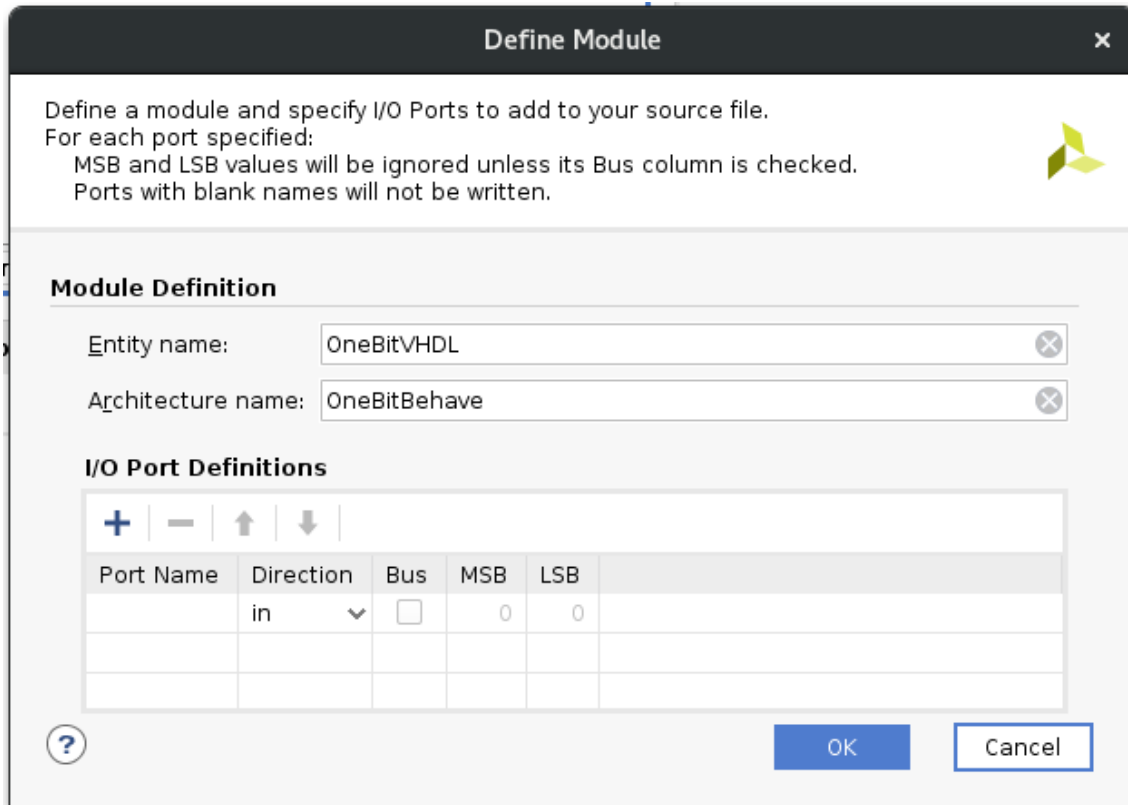 Define Module
Define a module and specify I/O Ports to add to your source file.
For each port specified:
MSB and LSB values will be ignored unless its Bus column is checked.
Ports with blank names will not be written.
Module Definition
Entity name: OneBitVHDL
Architecture name: OneBitBehave
I/O Port Definitions
Port Name Direction Bus MSB LSB
in 0 0
? OK Cancel